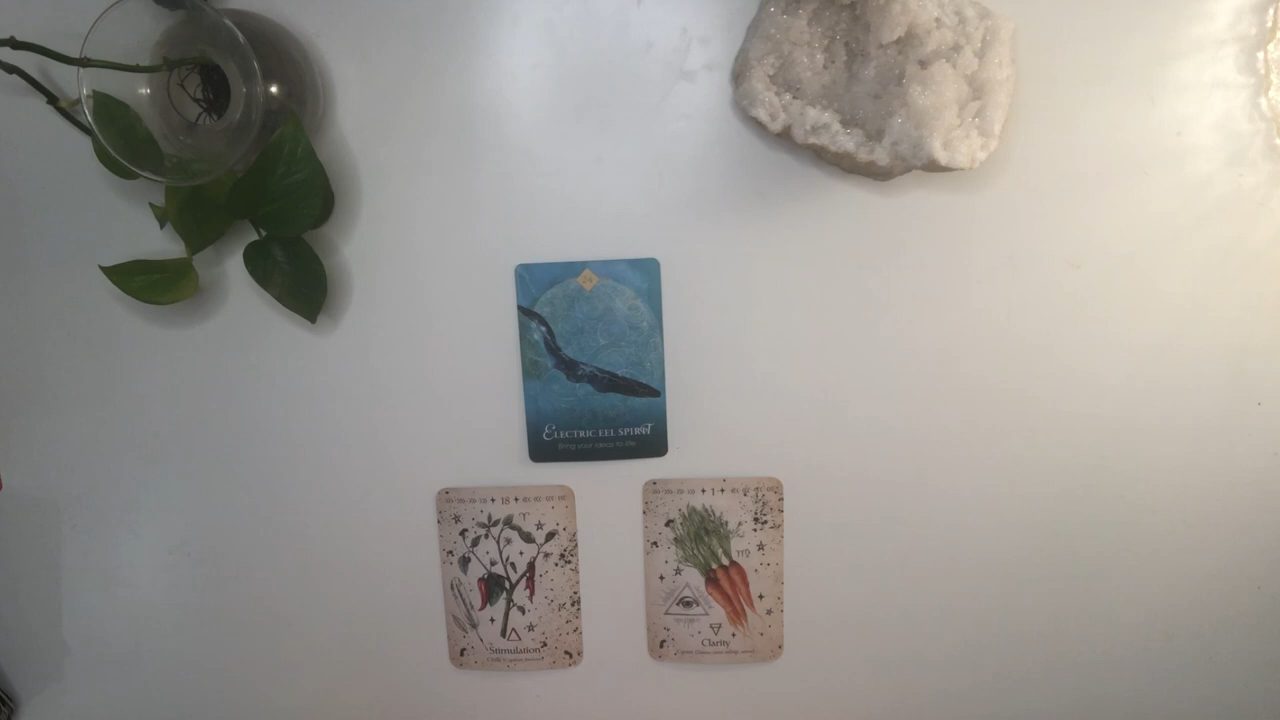 ELECTRIC EEL SPIRIT
Bring your ideas to life
18
Stimulation
1
Clarity